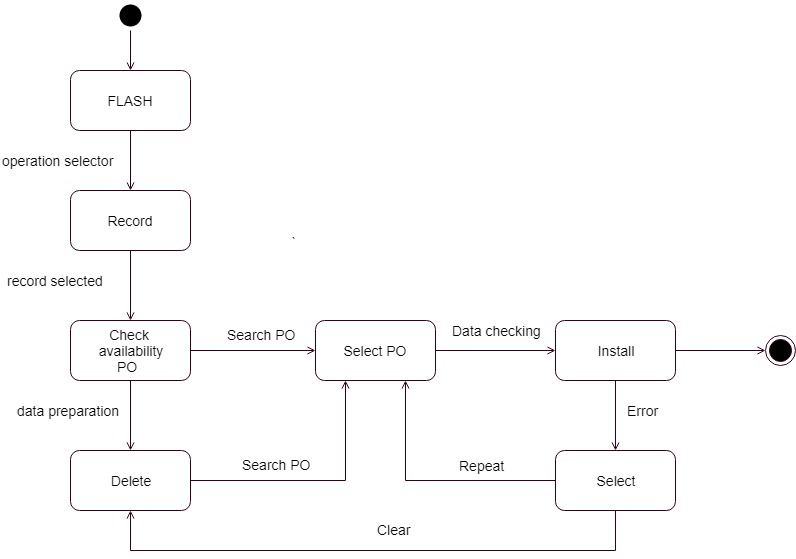 FLASH
operation selector
Record
record selected
Check
availability
PO
Search PO
Select PO
Data checking
Install
data preparation
Error
Delete
Search PO
Repeat
Select
Clear